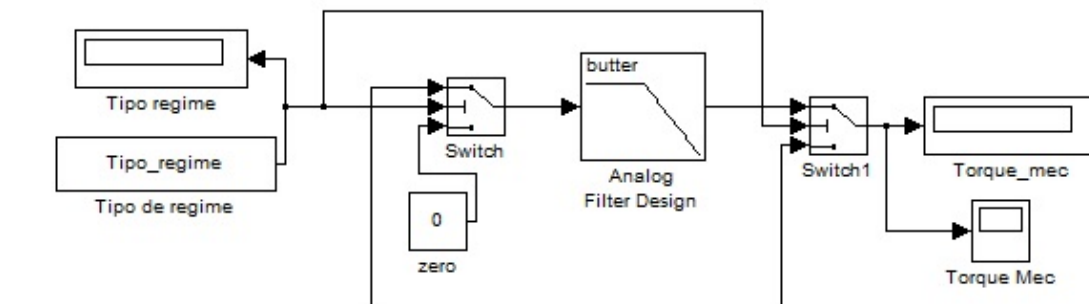 butter
Tipo regime
Tipo_regime
Tipo de regime
Switch
0
zero
Analog
Filter Design
Switch1
Torque_mec
Torque Mec